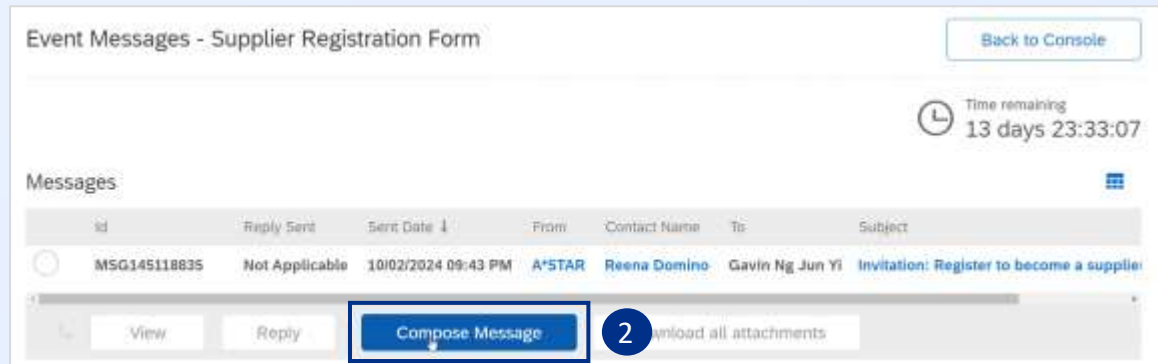 Event Messages - Supplier Registration Form
Back to Console
Time remaining
13 days 23:33:07
Messages
Id Reply Sent Sent Date ↓ From Contact Name To Subject
MSG145118835 Not Applicable 10/02/2024 09:43 PM A*STAR Reena Domino Gavin Ng Jun Yi Invitation: Register to become a supplie
View Reply Compose Message 2 wnload all attachments